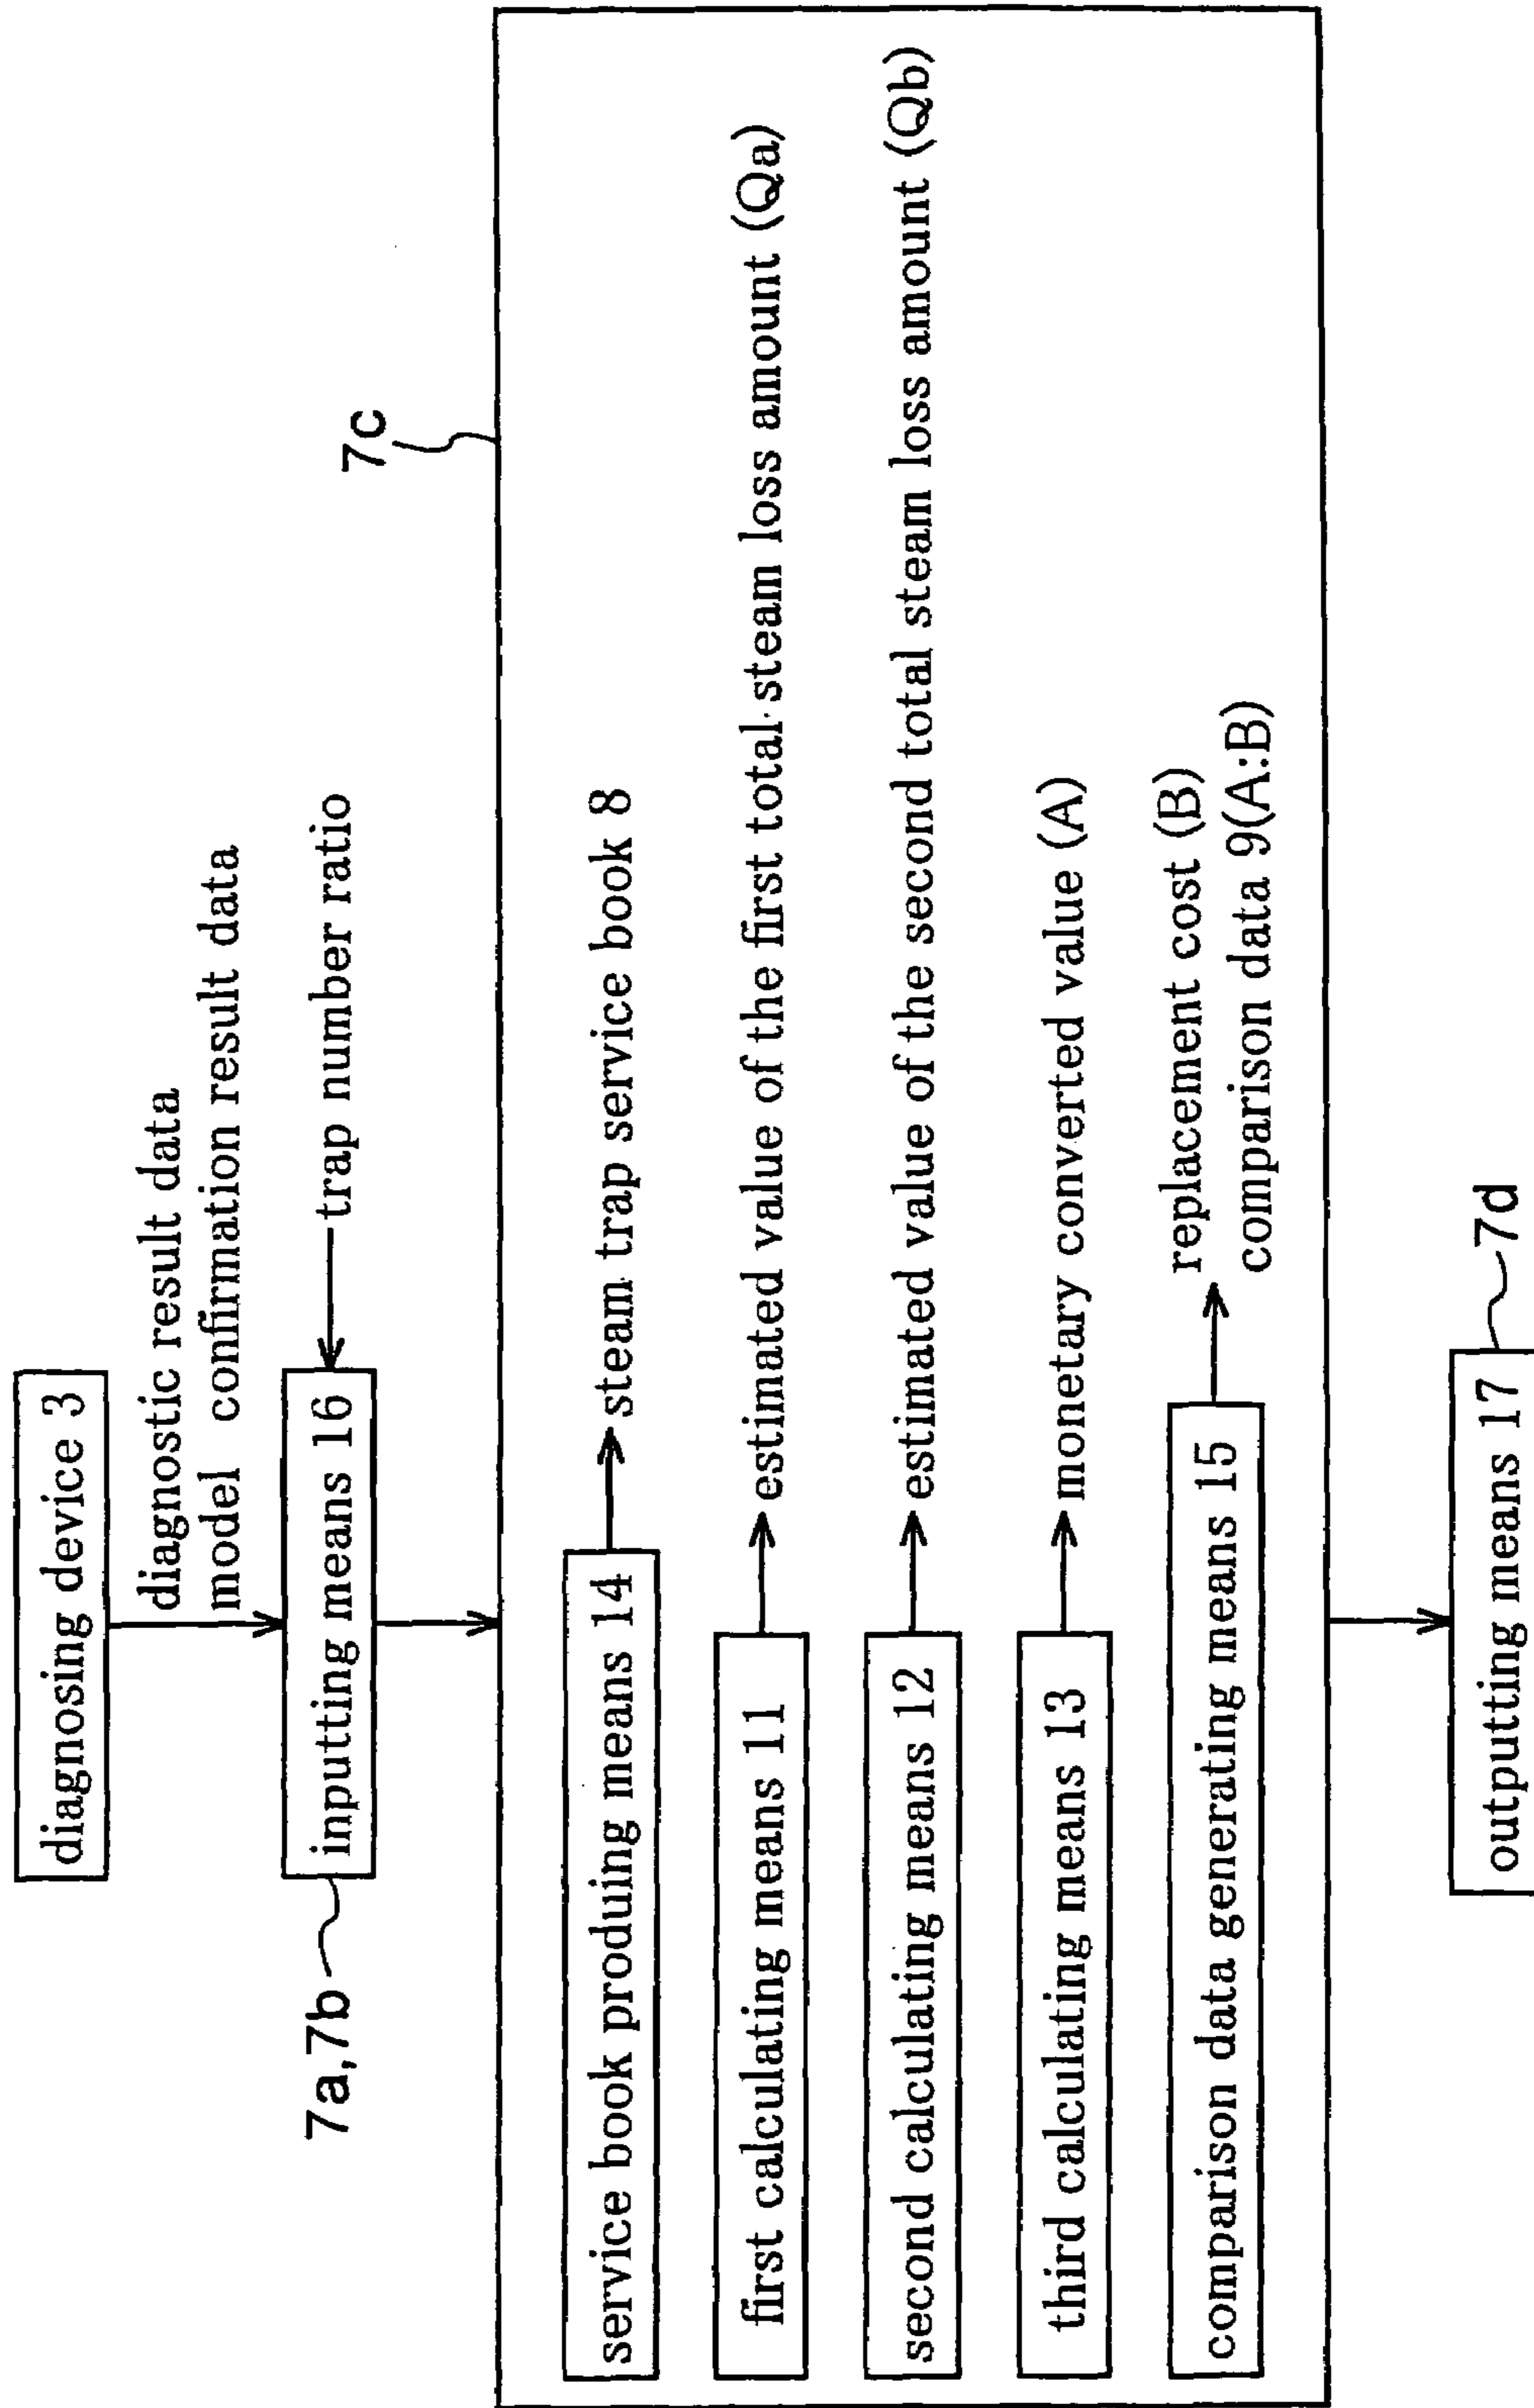 diagnosing device 3
diagnostic result data
model confirmation result data
7a,7b
inputting means 16
trap number ratio
7c
service book produing means 14
steam trap service book 8
first calculating means 11
estimated value of the first total steam loss amount (Qa)
second calculating means 12
estimated value of the second total steam loss amount (Qb)
third calculating means 13
monetary converted value (A)
comparison data generating means 15
replacement cost (B)
comparison data 9(A:B)
outputting means 17
7d